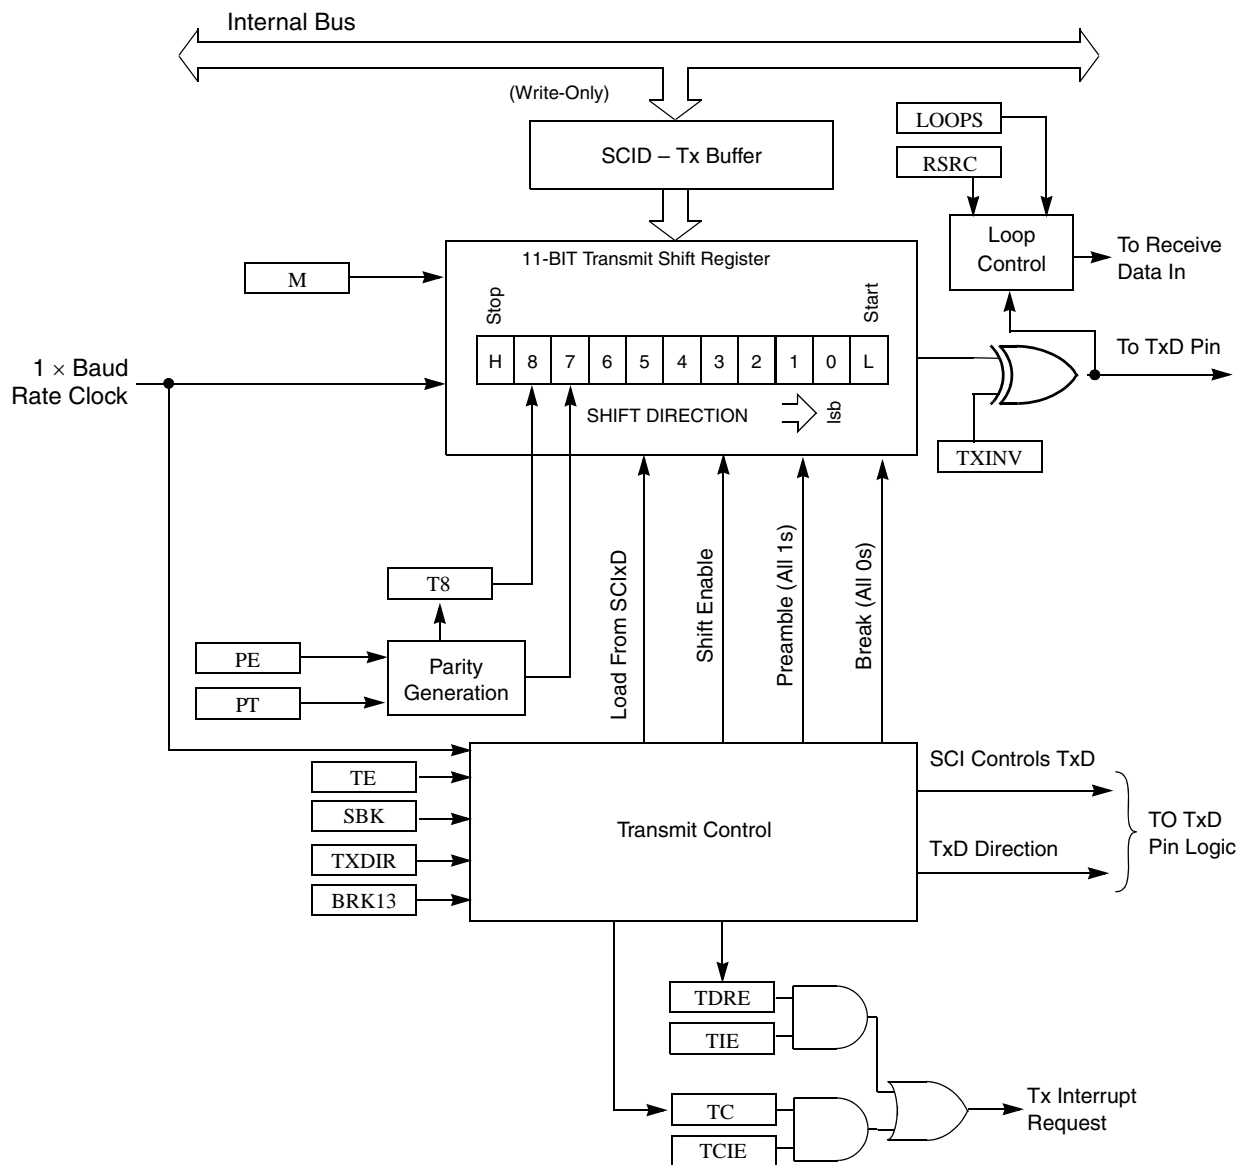 Internal Bus
(Write-Only)
LOOPS
SCID – Tx Buffer
RSRC
Loop
Control
To Receive
Data In
11-BIT Transmit Shift Register
M
Stop
Start
H 8 7 6 5 4 3 2 1 0 L
To TxD Pin
1 × Baud
Rate Clock
SHIFT DIRECTION
lsb
TXINV
Load From SCIxD
Shift Enable
Preamble (All 1s)
Break (All 0s)
T8
PE
PT
Parity
Generation
SCI Controls TxD
TE
SBK
TXDIR
BRK13
Transmit Control
TxD Direction
TO TxD
Pin Logic
TDRE
TIE
TC
TCIE
Tx Interrupt
Request